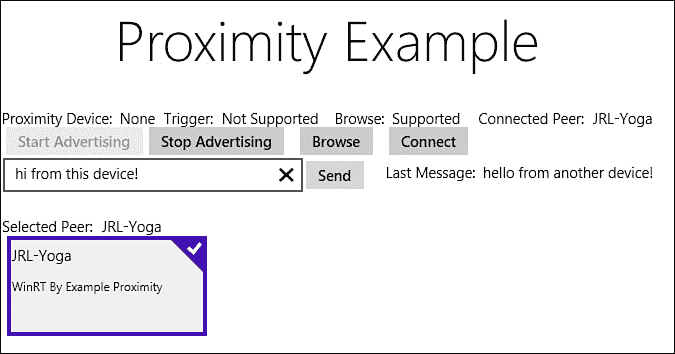 Proximity Example
Proximity Device: None Trigger: Not Supported Browse: Supported Connected Peer: JRL-Yoga
Start Advertising Stop Advertising Browse Connect
hi from this device! Send Last Message: hello from another device!
Selected Peer: JRL-Yoga
JRL-Yoga
WinRT By Example Proximity